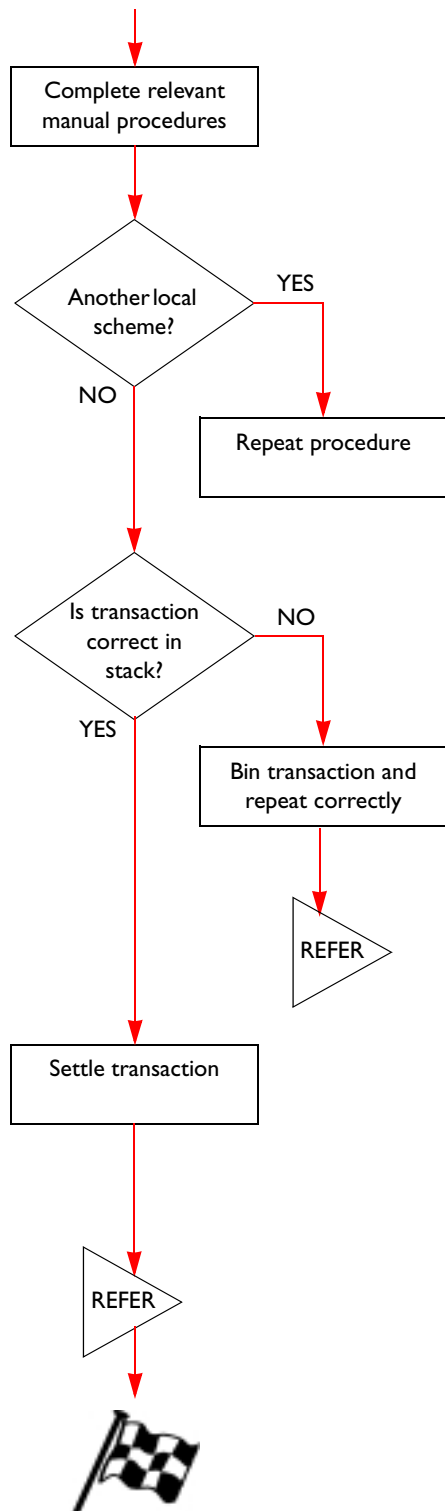 Complete relevant
manual procedures
Another local
scheme?
YES
NO
Repeat procedure
Is transaction
correct in
stack?
NO
YES
Bin transaction and
repeat correctly
REFER
Settle transaction
REFER